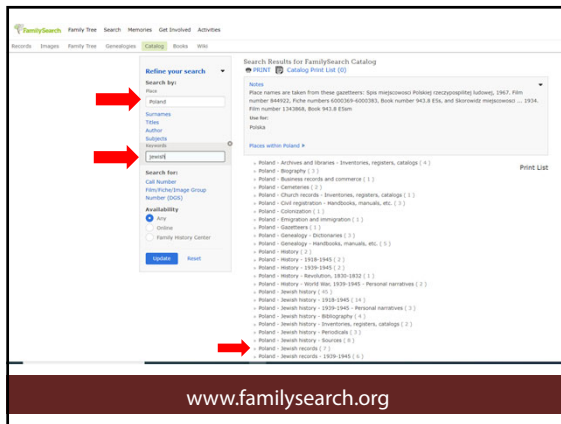 FamilySearch Family Tree Search Memories Get Involved Activities
Records Images Family Tree Genealogies Catalog Books Wiki
Refine your search
Search by:
Place
Poland
Surnames
Titles
Author
Subjects
Keywords
jewish
Search for:
Call Number
Film/Fiche/Image Group
Number (DGS)
Availability
Any
Online
Family History Center
Update Reset
Search Results for FamilySearch Catalog
PRINT Catalog Print List (0)
Notes
Place names are taken from these gazetteers: Spis miejscowosci Polskiej rzeczypospolitej ludowej, 1967. Film
number 844922, Fiche numbers 6000369-6000383, Book number 943.8 E5s, and Skorowidz miejscowosci ... 1934.
Film number 1343868, Book 943.8 E5sm
Use for:
Polska
Places within Poland
Print List
Poland - Archives and libraries - Inventories, registers, catalogs ( 4 )
Poland - Biography ( 3 )
Poland - Business records and commerce ( 1 )
Poland - Cemeteries ( 2 )
Poland - Church records - Inventories, registers, catalogs ( 1 )
Poland - Civil registration - Handbooks, manuals, etc. ( 1 )
Poland - Colonization ( 1 )
Poland - Emigration and immigration ( 1 )
Poland - Gazetteers ( 1 )
Poland - Genealogy - Dictionaries ( 3 )
Poland - Genealogy - Handbooks, manuals, etc. ( 5 )
Poland - History ( 2 )
Poland - History - 1918-1945 ( 2 )
Poland - History - 1939-1945 ( 2 )
Poland - History - Revolution, 1830-1832 ( 1 )
Poland - History - World War, 1939-1945 - Personal narratives ( 2 )
Poland - Jewish history ( 45 )
Poland - Jewish history - 1918-1945 ( 14 )
Poland - Jewish history - 1939-1945 - Personal narratives ( 3 )
Poland - Jewish history - Bibliography ( 4 )
Poland - Jewish history - Inventories, registers, catalogs ( 2 )
Poland - Jewish history - Periodicals ( 3 )
Poland - Jewish history - Sources ( 8 )
Poland - Jewish records ( 7 )
Poland - Jewish records - 1939-1945 ( 6 )
www.familysearch.org